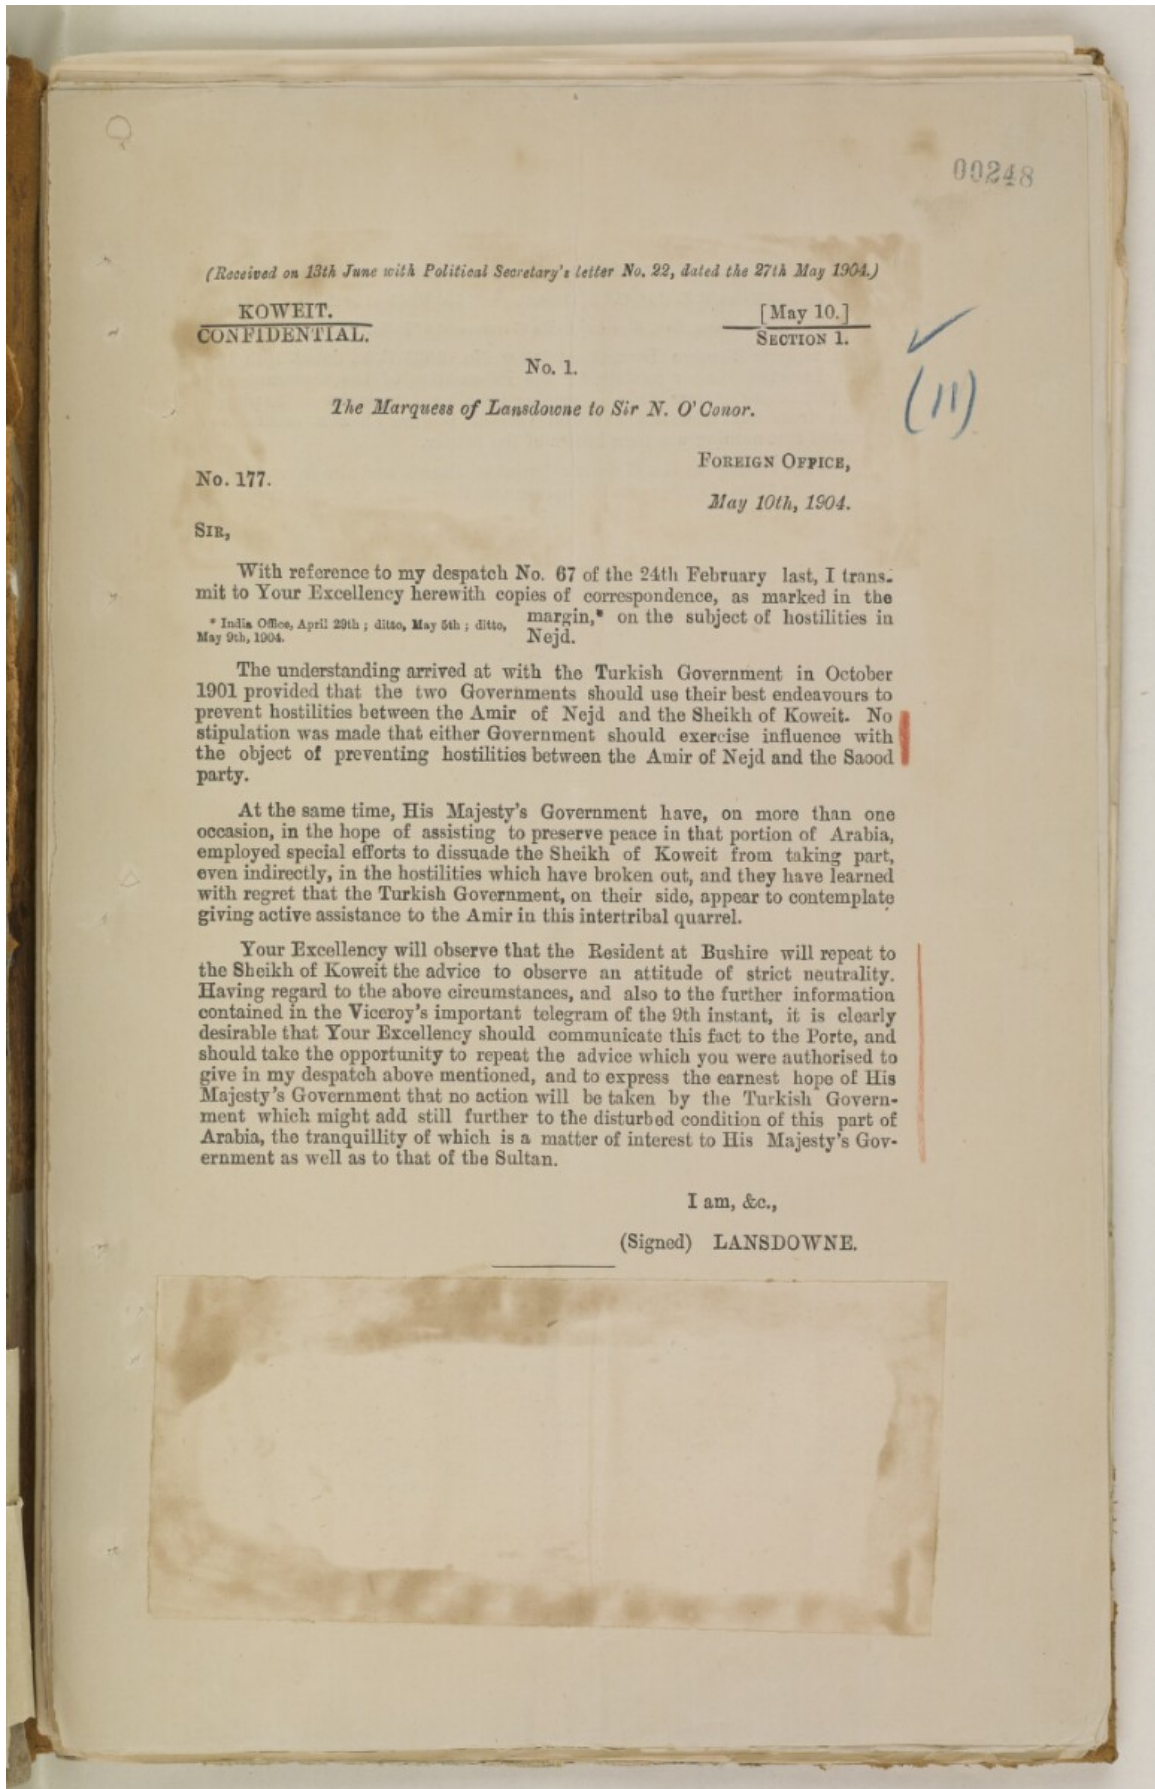 00248
(Received on 13th June with Political Secretary's letter No. 22, dated the 27th May 1904.)
KOWEIT. [May 10.]
CONFIDENTIAL. SECTION 1.
(11)
No. 1.
The Marquess of Lansdowne to Sir N. O'Conor.
FOREIGN OFFICE,
No. 177.
May 10th, 1904.
SIR,
With reference to my despatch No. 67 of the 24th February last, I trans-
mit to Your Excellency herewith copies of correspondence, as marked in the
margin,* on the subject of hostilities in
Nejd.
* India Office, April 29th; ditto, May 5th; ditto,
May 9th, 1904.
The understanding arrived at with the Turkish Government in October
1901 provided that the two Governments should use their best endeavours to
prevent hostilities between the Amir of Nejd and the Sheikh of Koweit. No
stipulation was made that either Government should exercise influence with
the object of preventing hostilities between the Amir of Nejd and the Saood
party.
At the same time, His Majesty's Government have, on more than one
occasion, in the hope of assisting to preserve peace in that portion of Arabia,
employed special efforts to dissuade the Sheikh of Koweit from taking part,
even indirectly, in the hostilities which have broken out, and they have learned
with regret that the Turkish Government, on their side, appear to contemplate
giving active assistance to the Amir in this intertribal quarrel.
Your Excellency will observe that the Resident at Bushire will repeat to
the Sheikh of Koweit the advice to observe an attitude of strict neutrality.
Having regard to the above circumstances, and also to the further information
contained in the Viceroy's important telegram of the 9th instant, it is clearly
desirable that Your Excellency should communicate this fact to the Porte, and
should take the opportunity to repeat the advice which you were authorised to
give in my despatch above mentioned, and to express the earnest hope of His
Majesty's Government that no action will be taken by the Turkish Govern-
ment which might add still further to the disturbed condition of this part of
Arabia, the tranquillity of which is a matter of interest to His Majesty's Gov-
ernment as well as to that of the Sultan.
I am, &c.,
(Signed) LANSDOWNE.